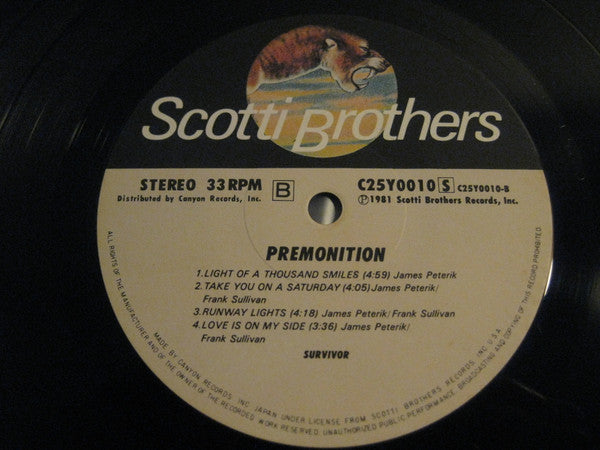 Scotti Brothers
STEREO 33RPM B C25Y0010 S C25Y0010-B
Distributed by Canyon Records, Inc. ℗1981 Scotti Brothers Records, Inc.
PREMONITION
1.LIGHT OF A THOUSAND SMILES (4:59) James Peterik
2.TAKE YOU ON A SATURDAY (4:05) James Peterik/
Frank Sullivan
3.RUNWAY LIGHTS (4:18) James Peterik/Frank Sullivan
4.LOVE IS ON MY SIDE (3:36) James Peterik/
Frank Sullivan
SURVIVOR
ALL RIGHTS OF THE MANUFACTURER AND OF THE OWNER OF THE RECORDED WORK RESERVED. UNAUTHORIZED PUBLIC PERFORMANCE, BROADCASTING AND COPYING OF THIS RECORD PROHIBITED.
MADE BY CANYON RECORDS, INC. JAPAN UNDER LICENSE FROM SCOTTI BROTHERS RECORDS, INC. U.S.A.